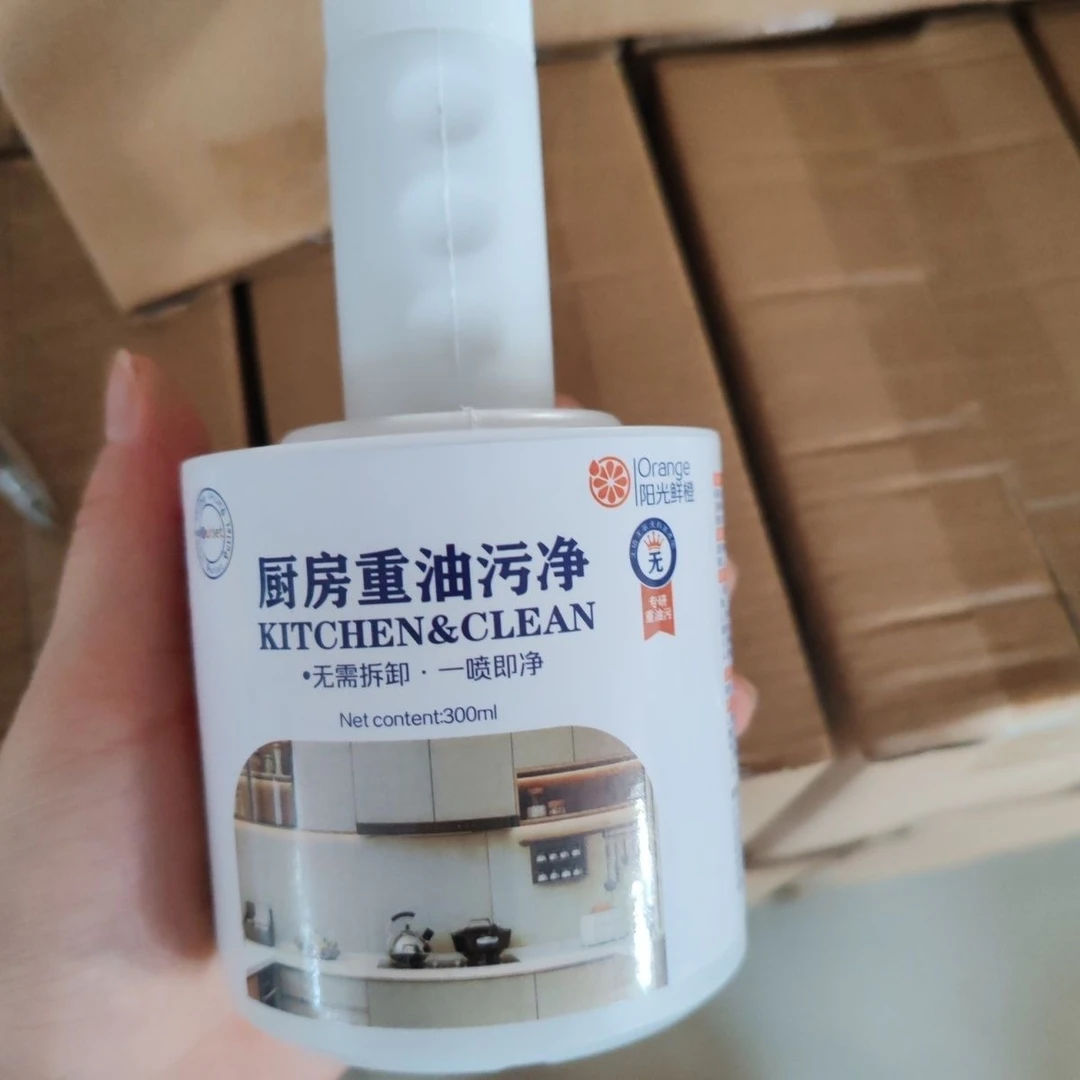 Orange
阳光鲜橙
无
专研
重油污
厨房重油污净
KITCHEN&CLEAN
•无需拆卸·一喷即净
Net content:300ml